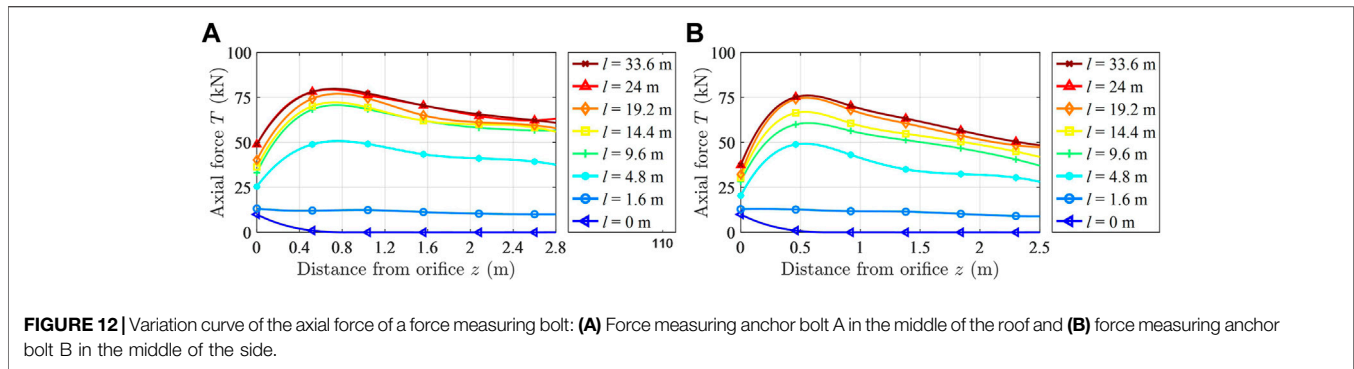 A
Axial force T (kN)
100
75
50
25
0
0 0.4 0.8 1.2 1.6 2 2.4 2.8
Distance from orifice z (m)
l = 33.6 m
l = 24 m
l = 19.2 m
l = 14.4 m
l = 9.6 m
l = 4.8 m
l = 1.6 m
l = 0 m
110
B
Axial force T (kN)
100
75
50
25
0
0 0.5 1 1.5 2 2.5
Distance from orifice z (m)
l = 33.6 m
l = 24 m
l = 19.2 m
l = 14.4 m
l = 9.6 m
l = 4.8 m
l = 1.6 m
l = 0 m
FIGURE 12 | Variation curve of the axial force of a force measuring bolt: (A) Force measuring anchor bolt A in the middle of the roof and (B) force measuring anchor
bolt B in the middle of the side.